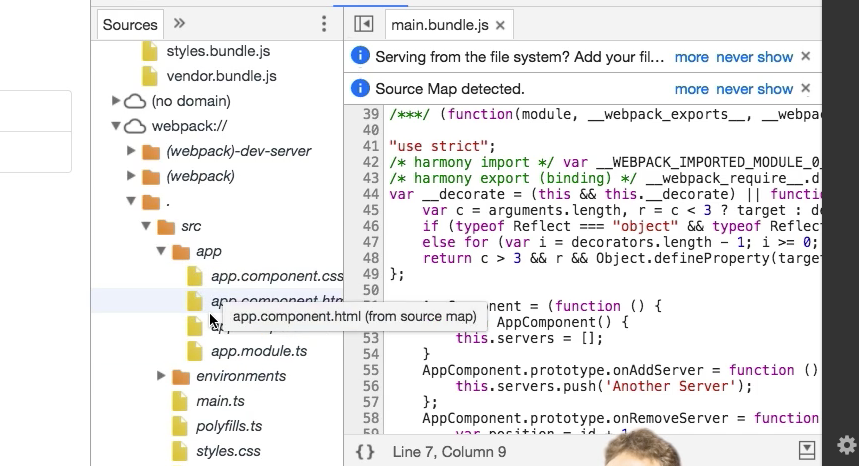 Sources
styles.bundle.js
vendor.bundle.js
(no domain)
webpack://
(webpack)-dev-server
(webpack)
.
src
app
app.component.css
app.component.htm
app.component.html (from source map)
app.module.ts
environments
main.ts
polyfills.ts
styles.css
main.bundle.js
Serving from the file system? Add your fil… more never show
Source Map detected. more never show
39 /***/ (function(module, __webpack_exports__, __webpa
40
41 "use strict";
42 /* harmony import */ var __WEBPACK_IMPORTED_MODULE_0_
43 /* harmony export (binding) */ __webpack_require__.d
44 var __decorate = (this && this.__decorate) || functi
45 var c = arguments.length, r = c < 3 ? target : de
46 if (typeof Reflect === "object" && typeof Reflect
47 else for (var i = decorators.length - 1; i >= 0;
48 return c > 3 && r && Object.defineProperty(target
49 };
50
Component = (function () {
AppComponent() {
53 this.servers = [];
54 }
55 AppComponent.prototype.onAddServer = function ()
56 this.servers.push('Another Server');
57 };
58 AppComponent.prototype.onRemoveServer = function
59 var position = id + 1
{} Line 7, Column 9